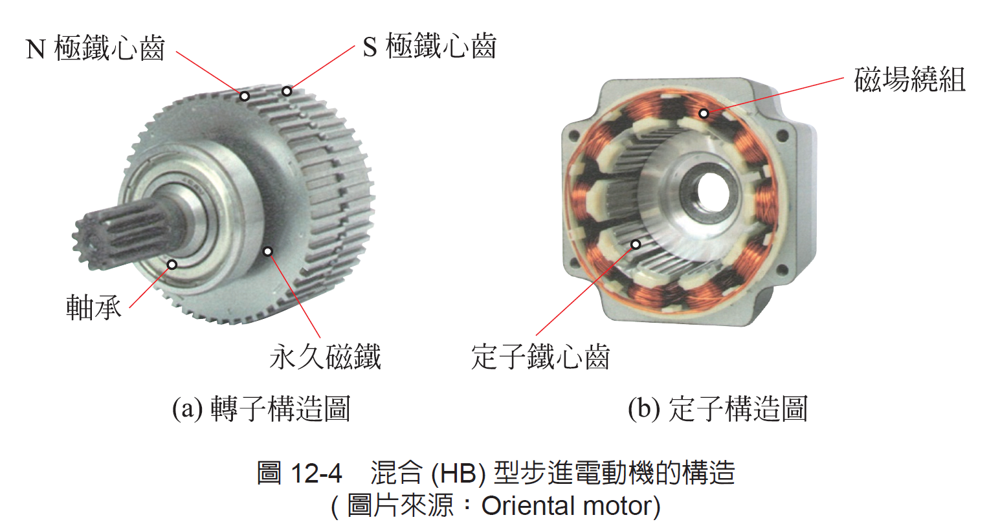 N 極鐵心齒
S 極鐵心齒
磁場繞組
軸承
永久磁鐵
定子鐵心齒
(a) 轉子構造圖
(b) 定子構造圖
圖 12-4 混合 (HB) 型步進電動機的構造
( 圖片來源：Oriental motor)